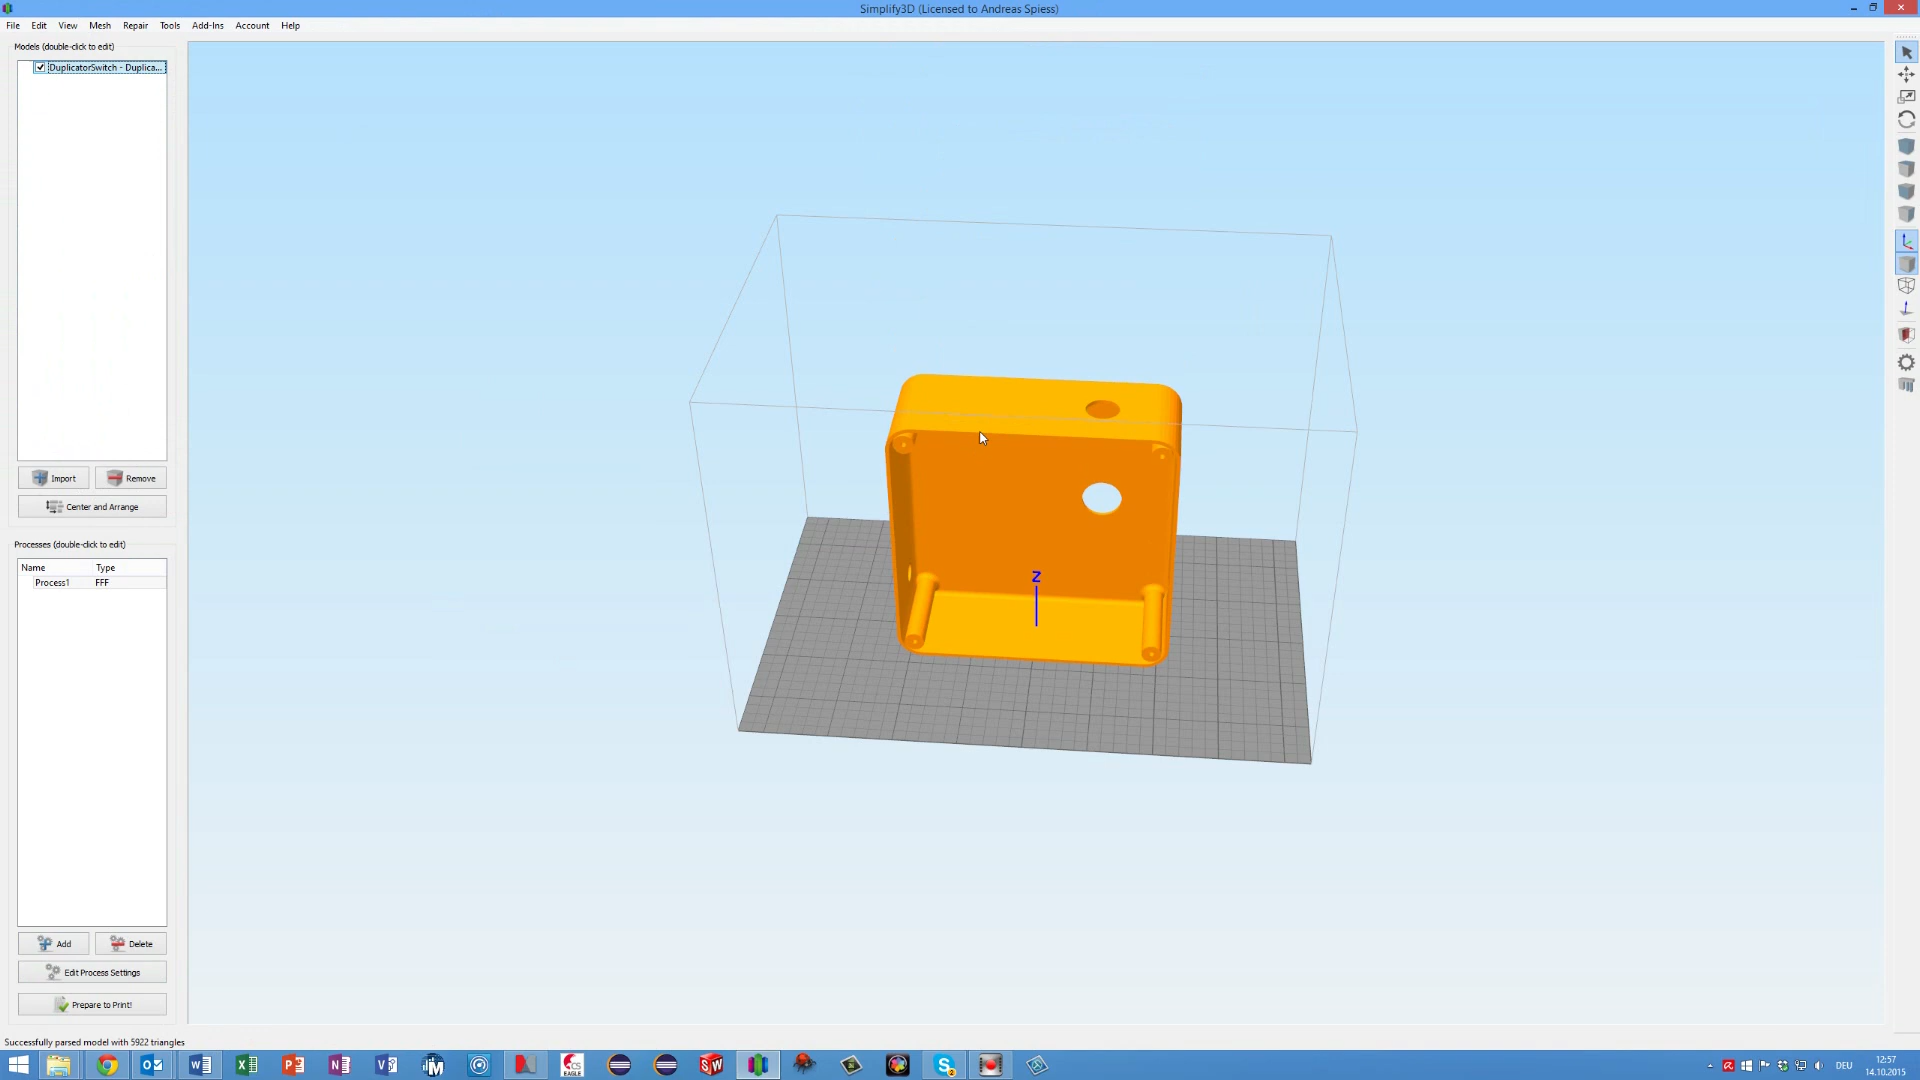 Simplify3D (Licensed to Andreas Spiess)
File Edit View Mesh Repair Tools Add-Ins Account Help
Models (double-click to edit)
DuplicatorSwitch - Duplica...
Import Remove
Center and Arrange
Processes (double-click to edit)
Name Type
Process1 FFF
Z
Add Delete
Edit Process Settings
Prepare to Print!
Successfully parsed model with 5922 triangles
EAGLE
SW
DEU
12:57
14.10.2015